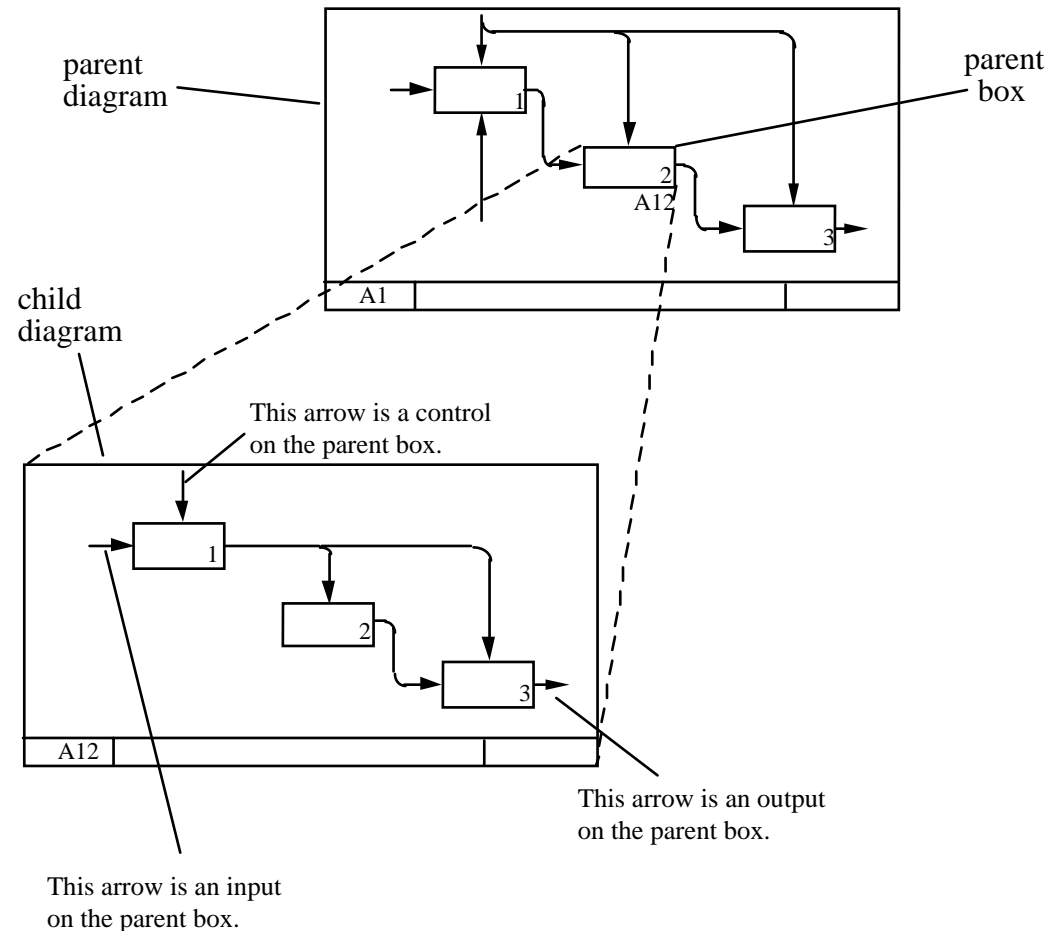 parent
diagram
parent
box
1
2
A12
3
A1
child
diagram
This arrow is a control
on the parent box.
1
2
3
A12
This arrow is an output
on the parent box.
This arrow is an input
on the parent box.